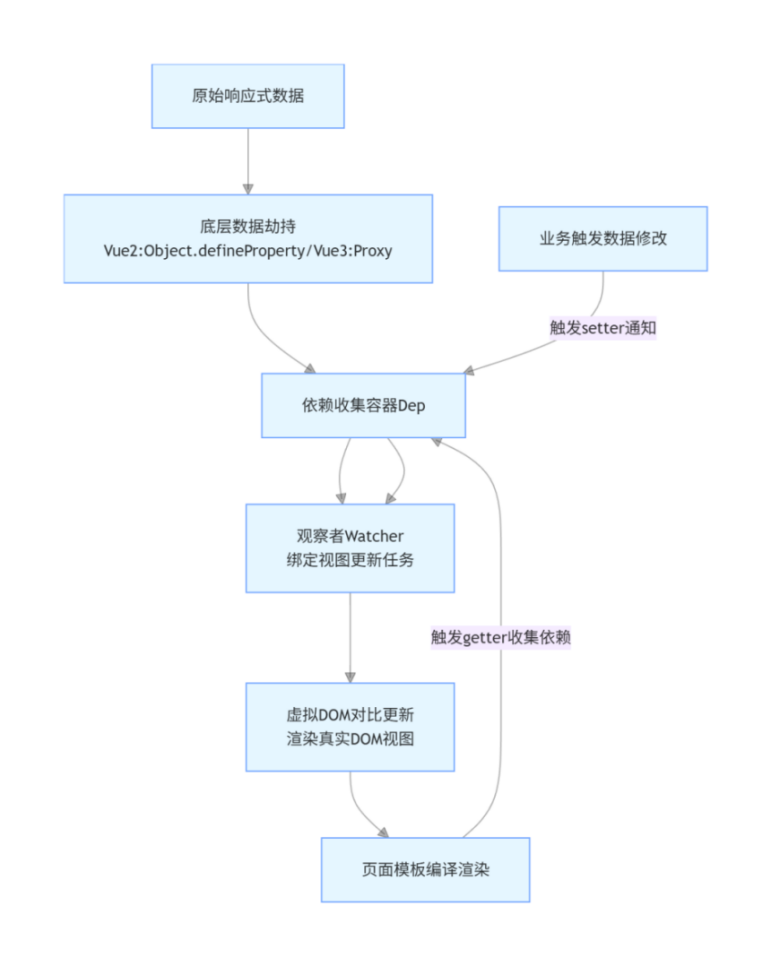 原始响应式数据
底层数据劫持
Vue2:Object.defineProperty/Vue3:Proxy
业务触发数据修改
触发setter通知
依赖收集容器Dep
观察者Watcher
绑定视图更新任务
触发getter收集依赖
虚拟DOM对比更新
渲染真实DOM视图
页面模板编译渲染